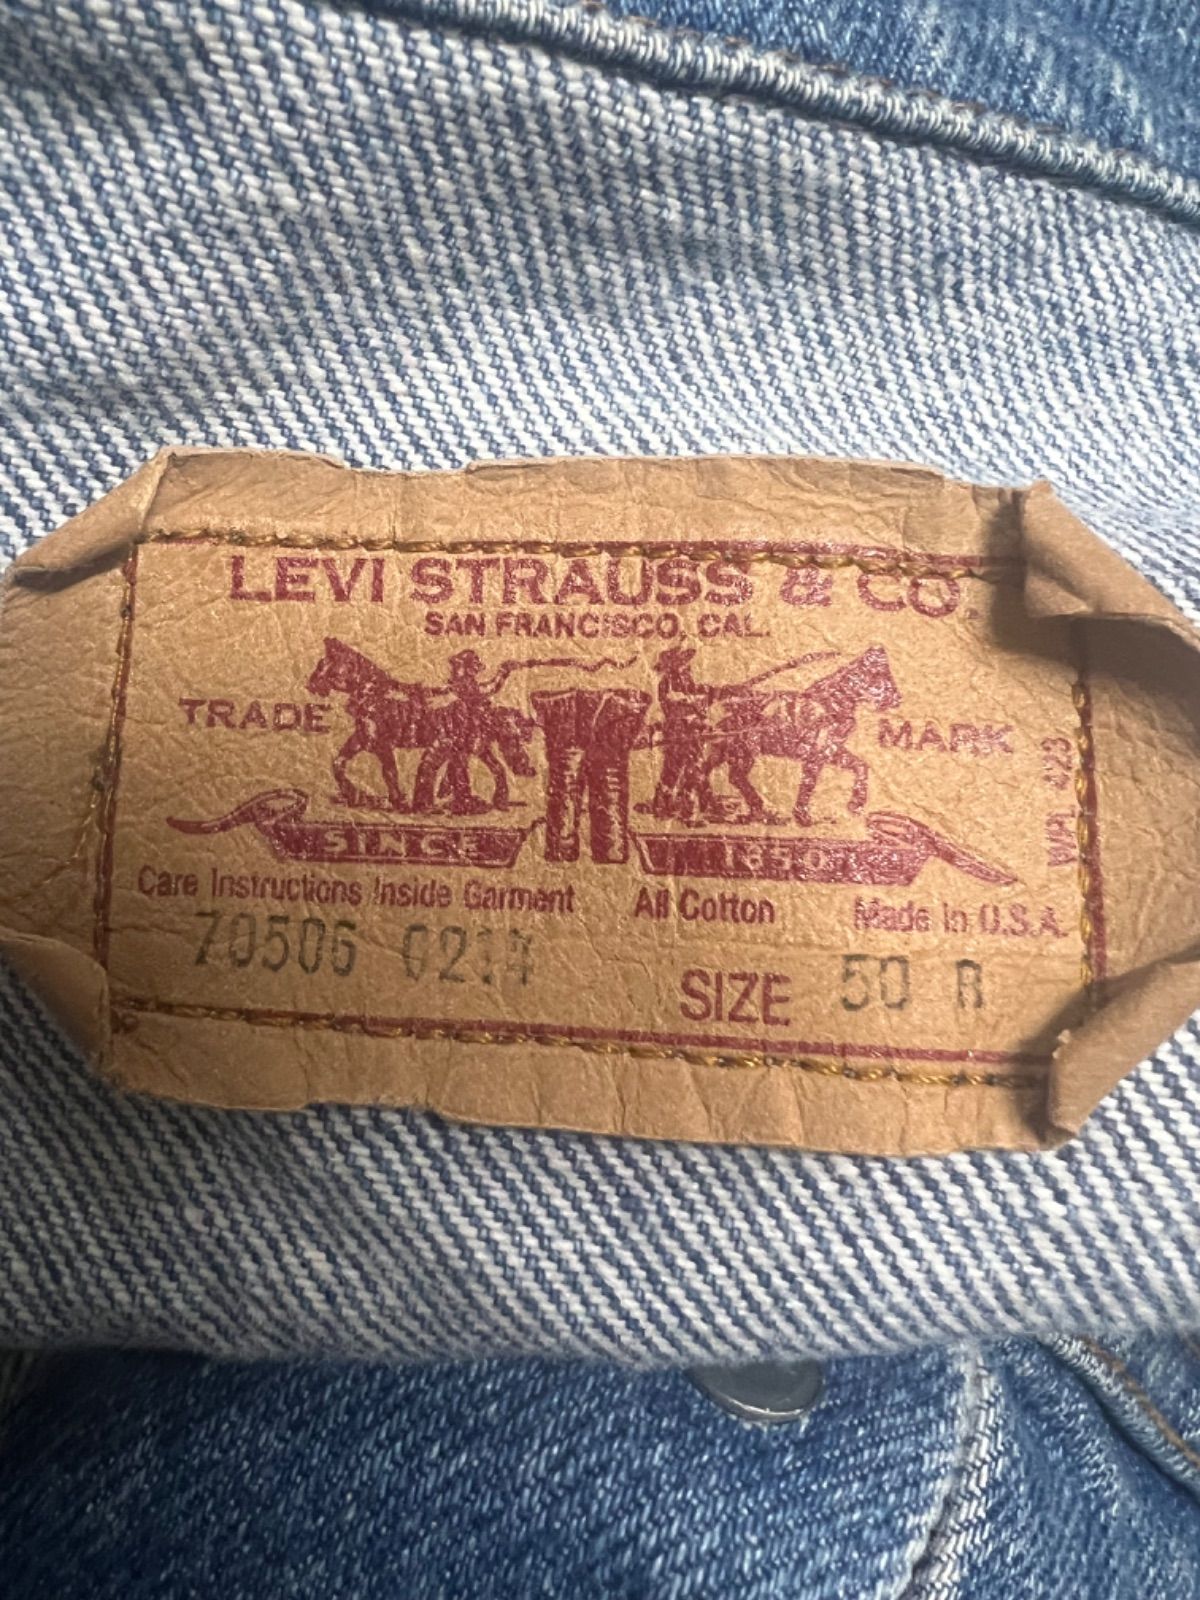 LEVI STRAUSS & CO.
SAN FRANCISCO, CAL.
TRADE MARK
SINCE 1850
WPL 423
Care Instructions Inside Garment All Cotton Made in U.S.A.
70506 0214 SIZE 50 R